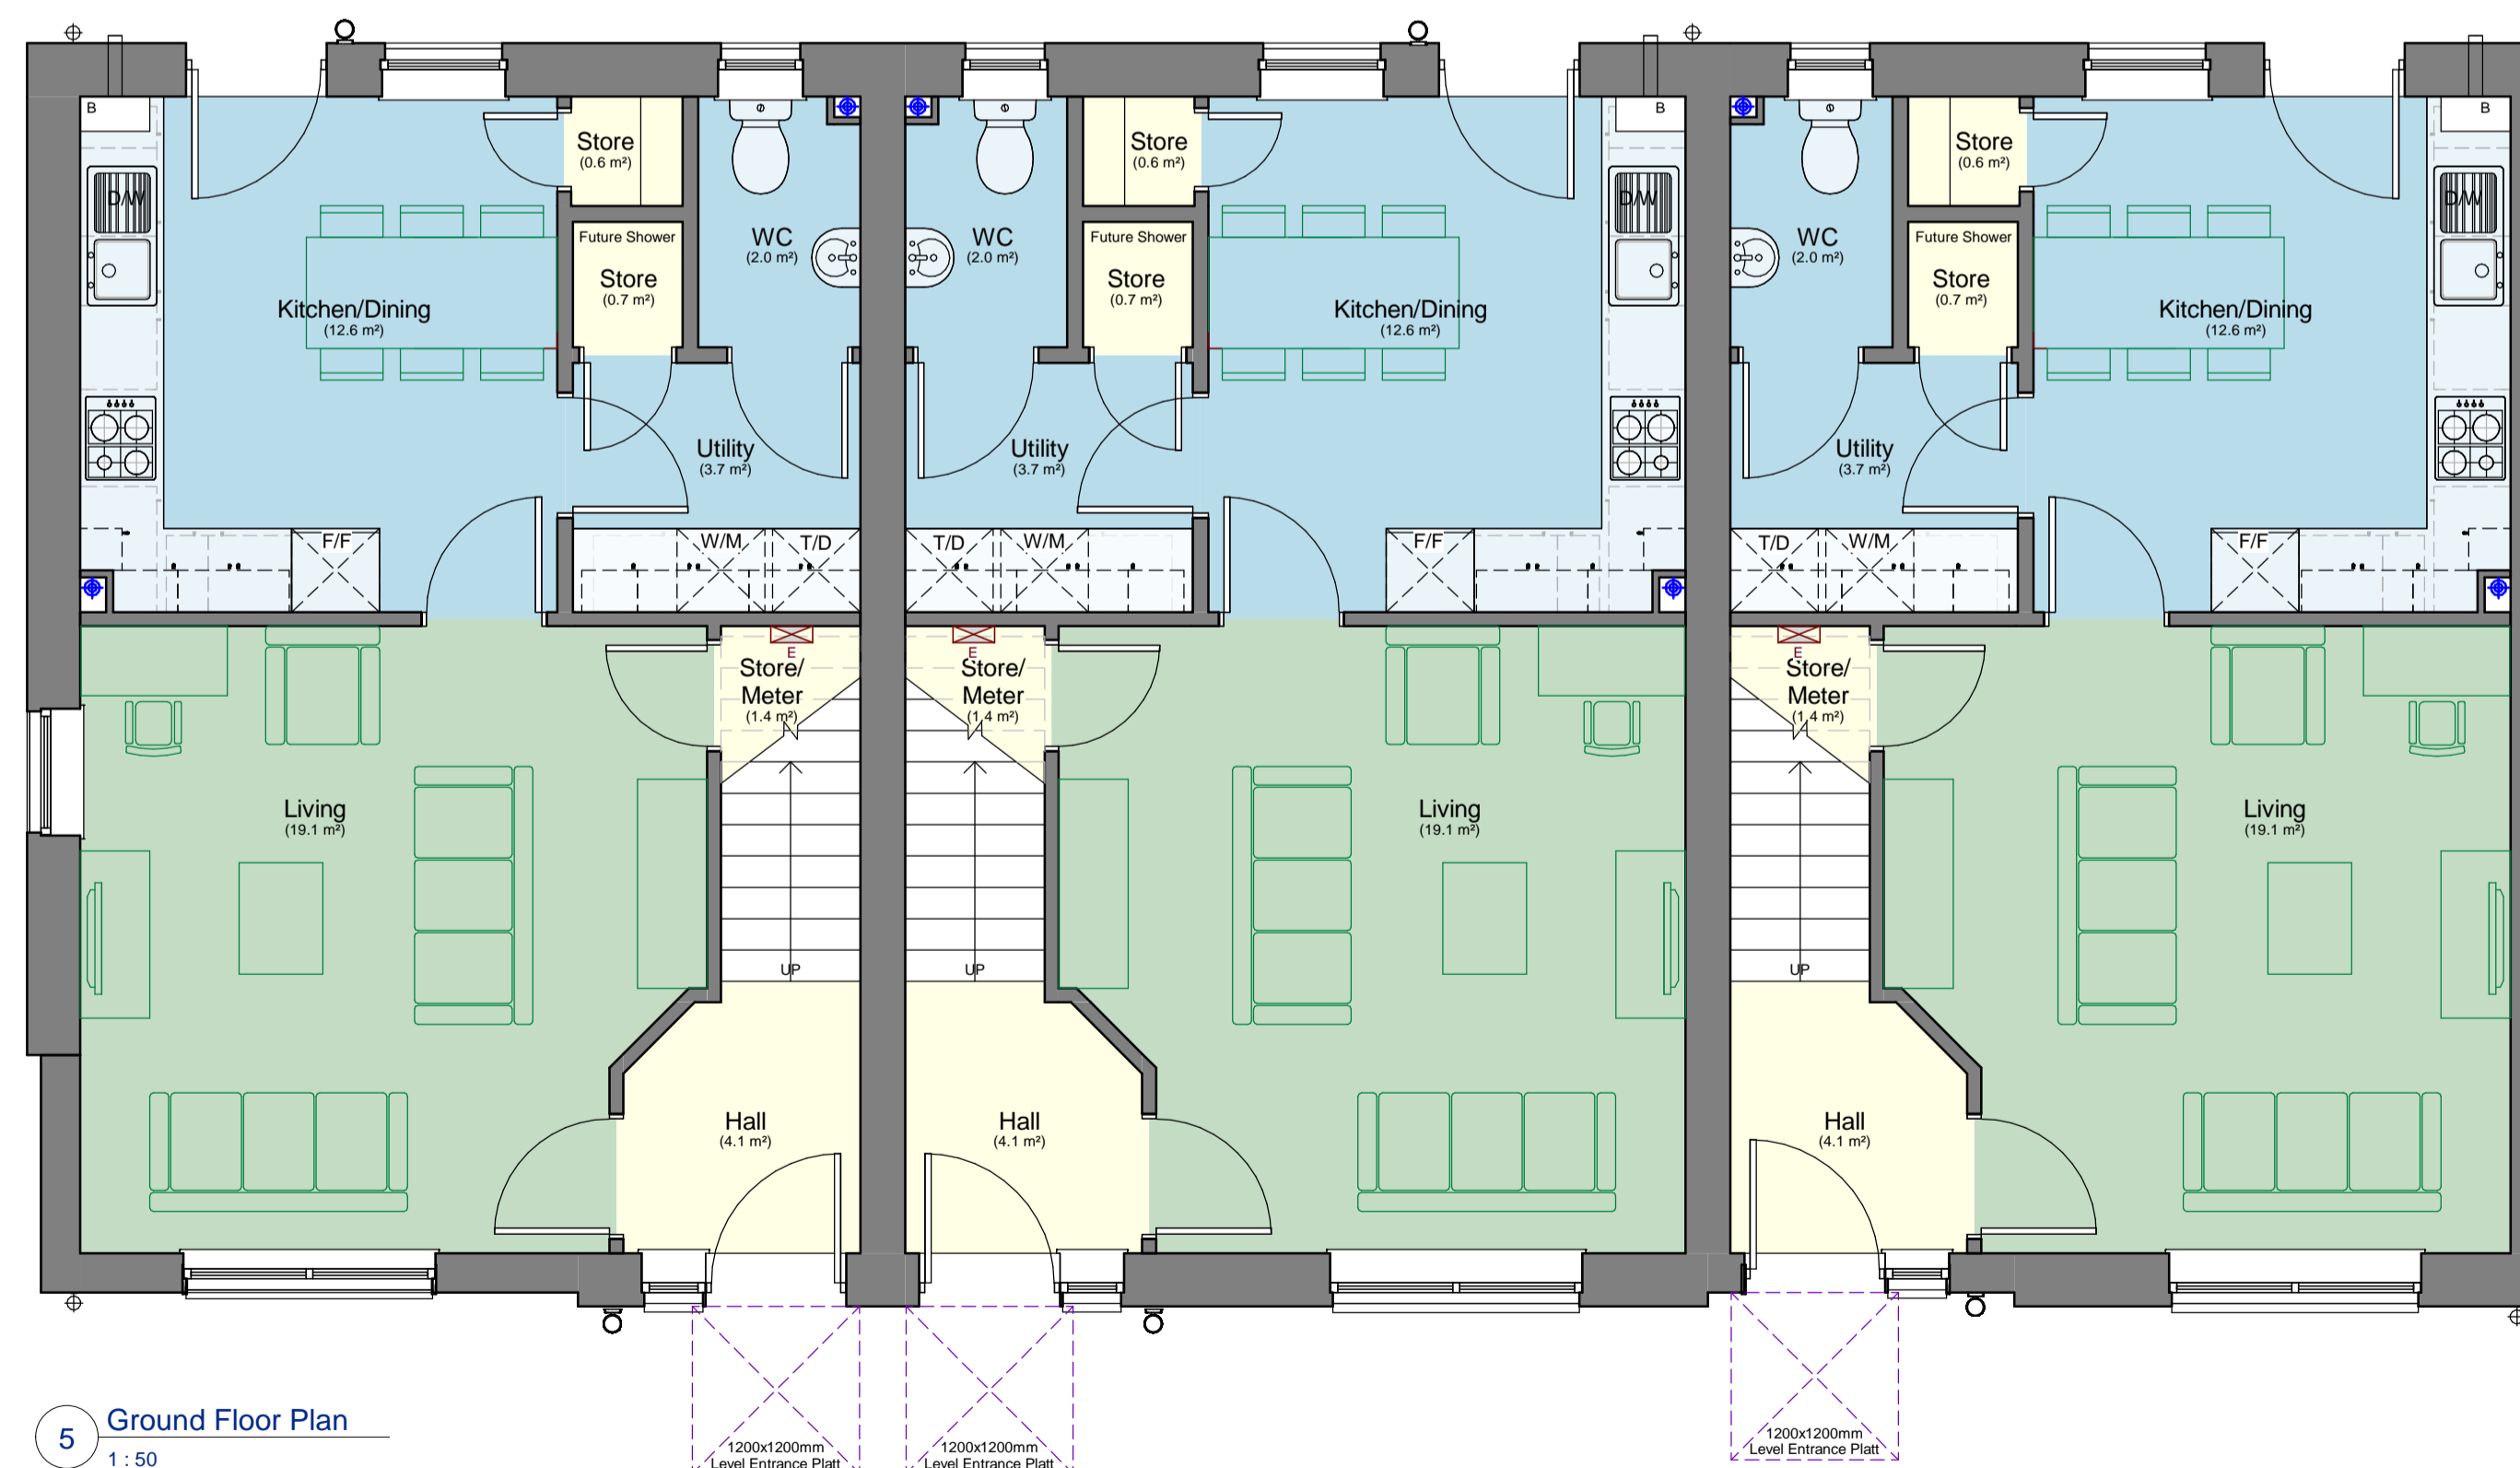 B
B
B
Store
(0.6 m²)
Store
(0.6 m²)
Store
(0.6 m²)
D/W
D/W
D/W
Future Shower
WC
(2.0 m²)
WC
(2.0 m²)
Future Shower
WC
(2.0 m²)
Future Shower
Store
(0.7 m²)
Store
(0.7 m²)
Store
(0.7 m²)
Kitchen/Dining
(12.6 m²)
Kitchen/Dining
(12.6 m²)
Kitchen/Dining
(12.6 m²)
Utility
(3.7 m²)
Utility
(3.7 m²)
Utility
(3.7 m²)
F/F
W/M
T/D
T/D
W/M
F/F
T/D
W/M
F/F
E
E
E
Store/
Meter
(1.4 m²)
Store/
Meter
(1.4 m²)
Store/
Meter
(1.4 m²)
Living
(19.1 m²)
Living
(19.1 m²)
Living
(19.1 m²)
UP
UP
UP
Hall
(4.1 m²)
Hall
(4.1 m²)
Hall
(4.1 m²)
5
Ground Floor Plan
1 : 50
1200x1200mm
Level Entrance Platt
1200x1200mm
Level Entrance Platt
1200x1200mm
Level Entrance Platt